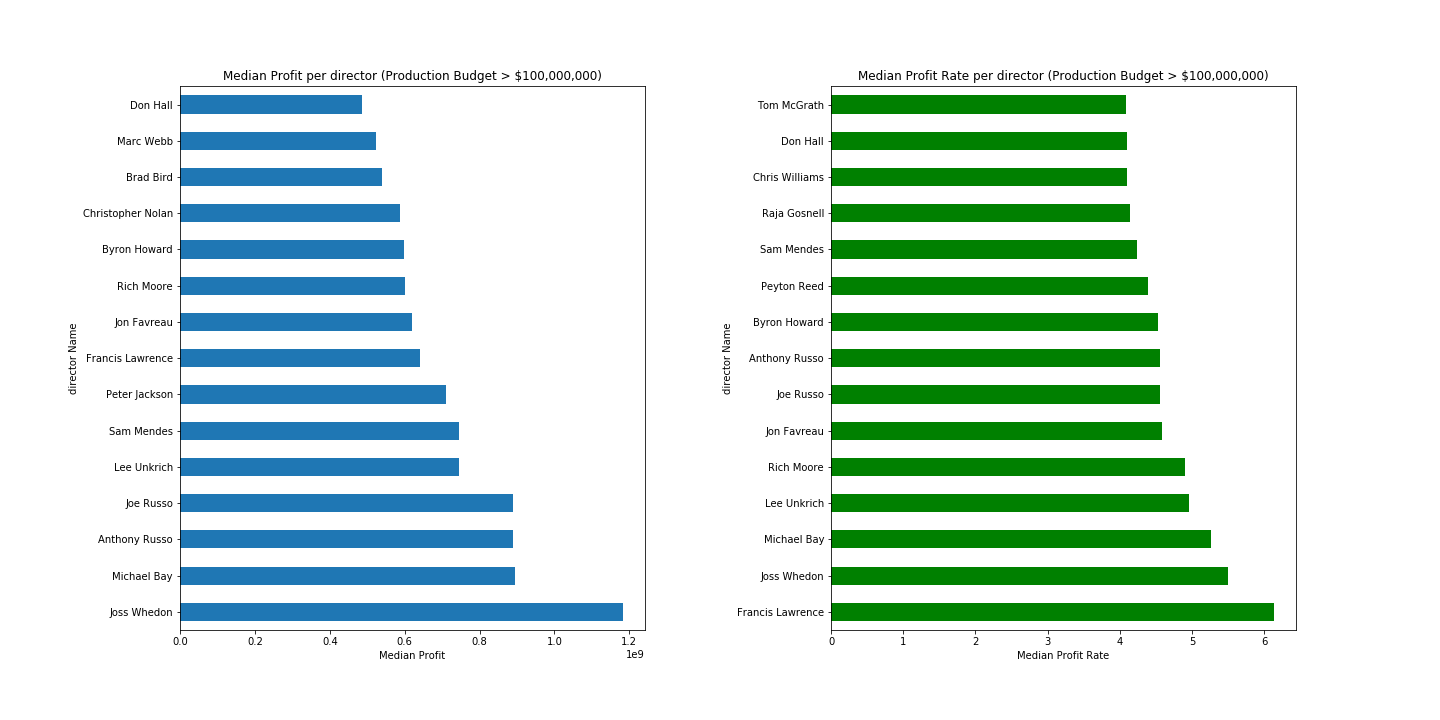 Median Profit per director (Production Budget > $100,000,000)
Don Hall
Marc Webb
Brad Bird
Christopher Nolan
Byron Howard
Rich Moore
Jon Favreau
Francis Lawrence
Peter Jackson
Sam Mendes
Lee Unkrich
Joe Russo
Anthony Russo
Michael Bay
Joss Whedon
director Name
0.0 0.2 0.4 0.6 0.8 1.0 1.2
1e9
Median Profit
Median Profit Rate per director (Production Budget > $100,000,000)
Tom McGrath
Don Hall
Chris Williams
Raja Gosnell
Sam Mendes
Peyton Reed
Byron Howard
Anthony Russo
Joe Russo
Jon Favreau
Rich Moore
Lee Unkrich
Michael Bay
Joss Whedon
Francis Lawrence
director Name
0 1 2 3 4 5 6
Median Profit Rate